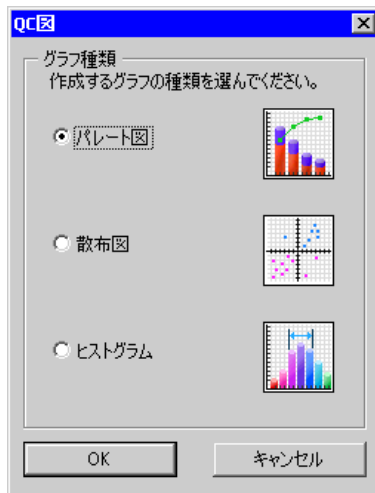 QC図
グラフ種類
作成するグラフの種類を選んでください。
パレート図
散布図
ヒストグラム
OK
キャンセル